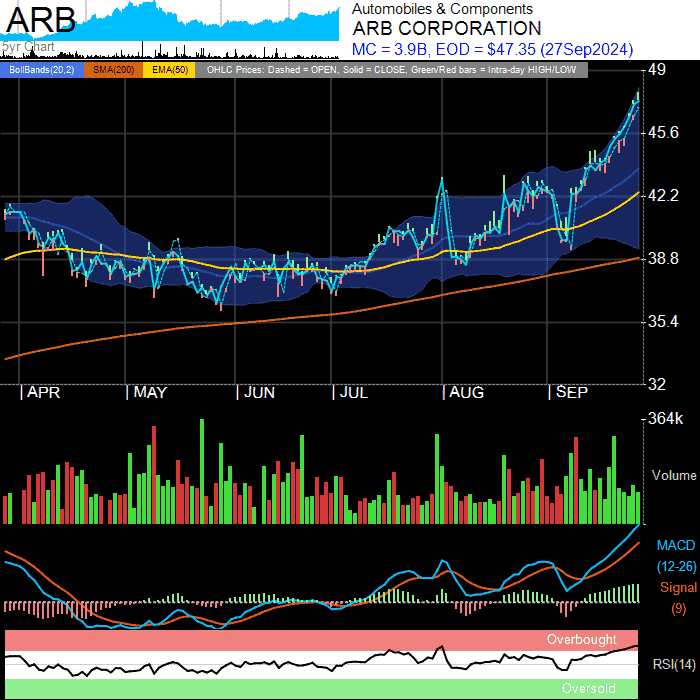 ARB
5yr Chart
Automobiles & Components
ARB CORPORATION
MC = 3.9B, EOD = $47.35 (27Sep2024)
BollBands(20,2) SMA(200) EMA(50) OHLC Prices: Dashed = OPEN, Solid = CLOSE, Green/Red bars = Intra-day HIGH/LOW
49
45.6
42.2
38.8
35.4
32
APR MAY JUN JUL AUG SEP
364k
Volume
MACD
(12-26)
Signal
(9)
Overbought
RSI(14)
Oversold